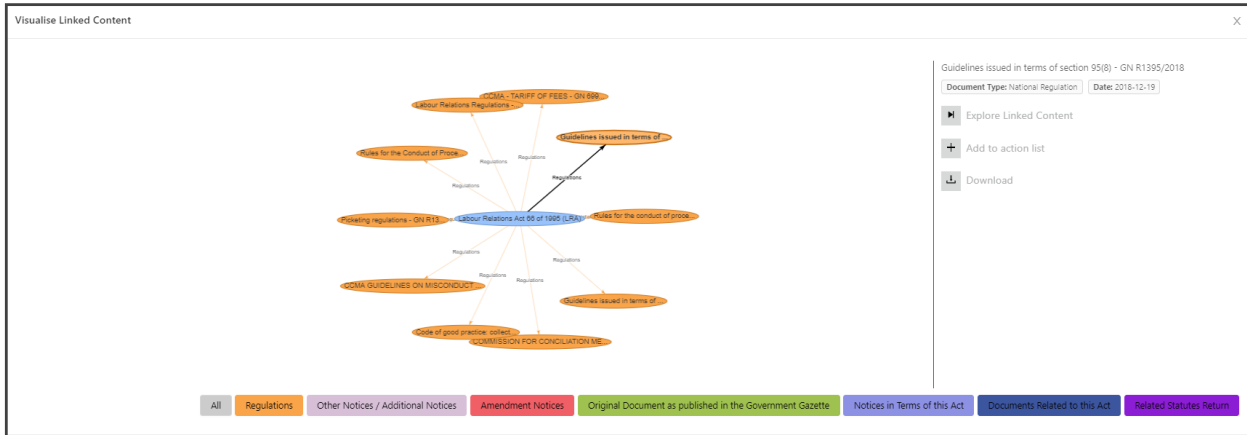 Visualise Linked Content
X
Guidelines issued in terms of section 95(8) - GN R1395/2018
Document Type: National Regulation
Date: 2018-12-19
Explore Linked Content
Add to action list
Download
CCMA - TARIFF OF FEES - GN 699...
Labour Relations Regulations - ...
Guidelines issued in terms of ...
Rules for the Conduct of Proce...
Regulations
Regulations
Regulations
Regulations
Picketing regulations - GN R13...
Labour Relations Act 66 of 1995 (LRA)
Rules for the conduct of proce...
Regulations
Regulations
Regulations
Regulations
CCMA GUIDELINES ON MISCONDUCT...
Guidelines issued in terms of ...
Code of good practice: collect...
COMMISSION FOR CONCILIATION ME...
All
Regulations
Other Notices / Additional Notices
Amendment Notices
Original Document as published in the Government Gazette
Notices in Terms of this Act
Documents Related to this Act
Related Statutes Return